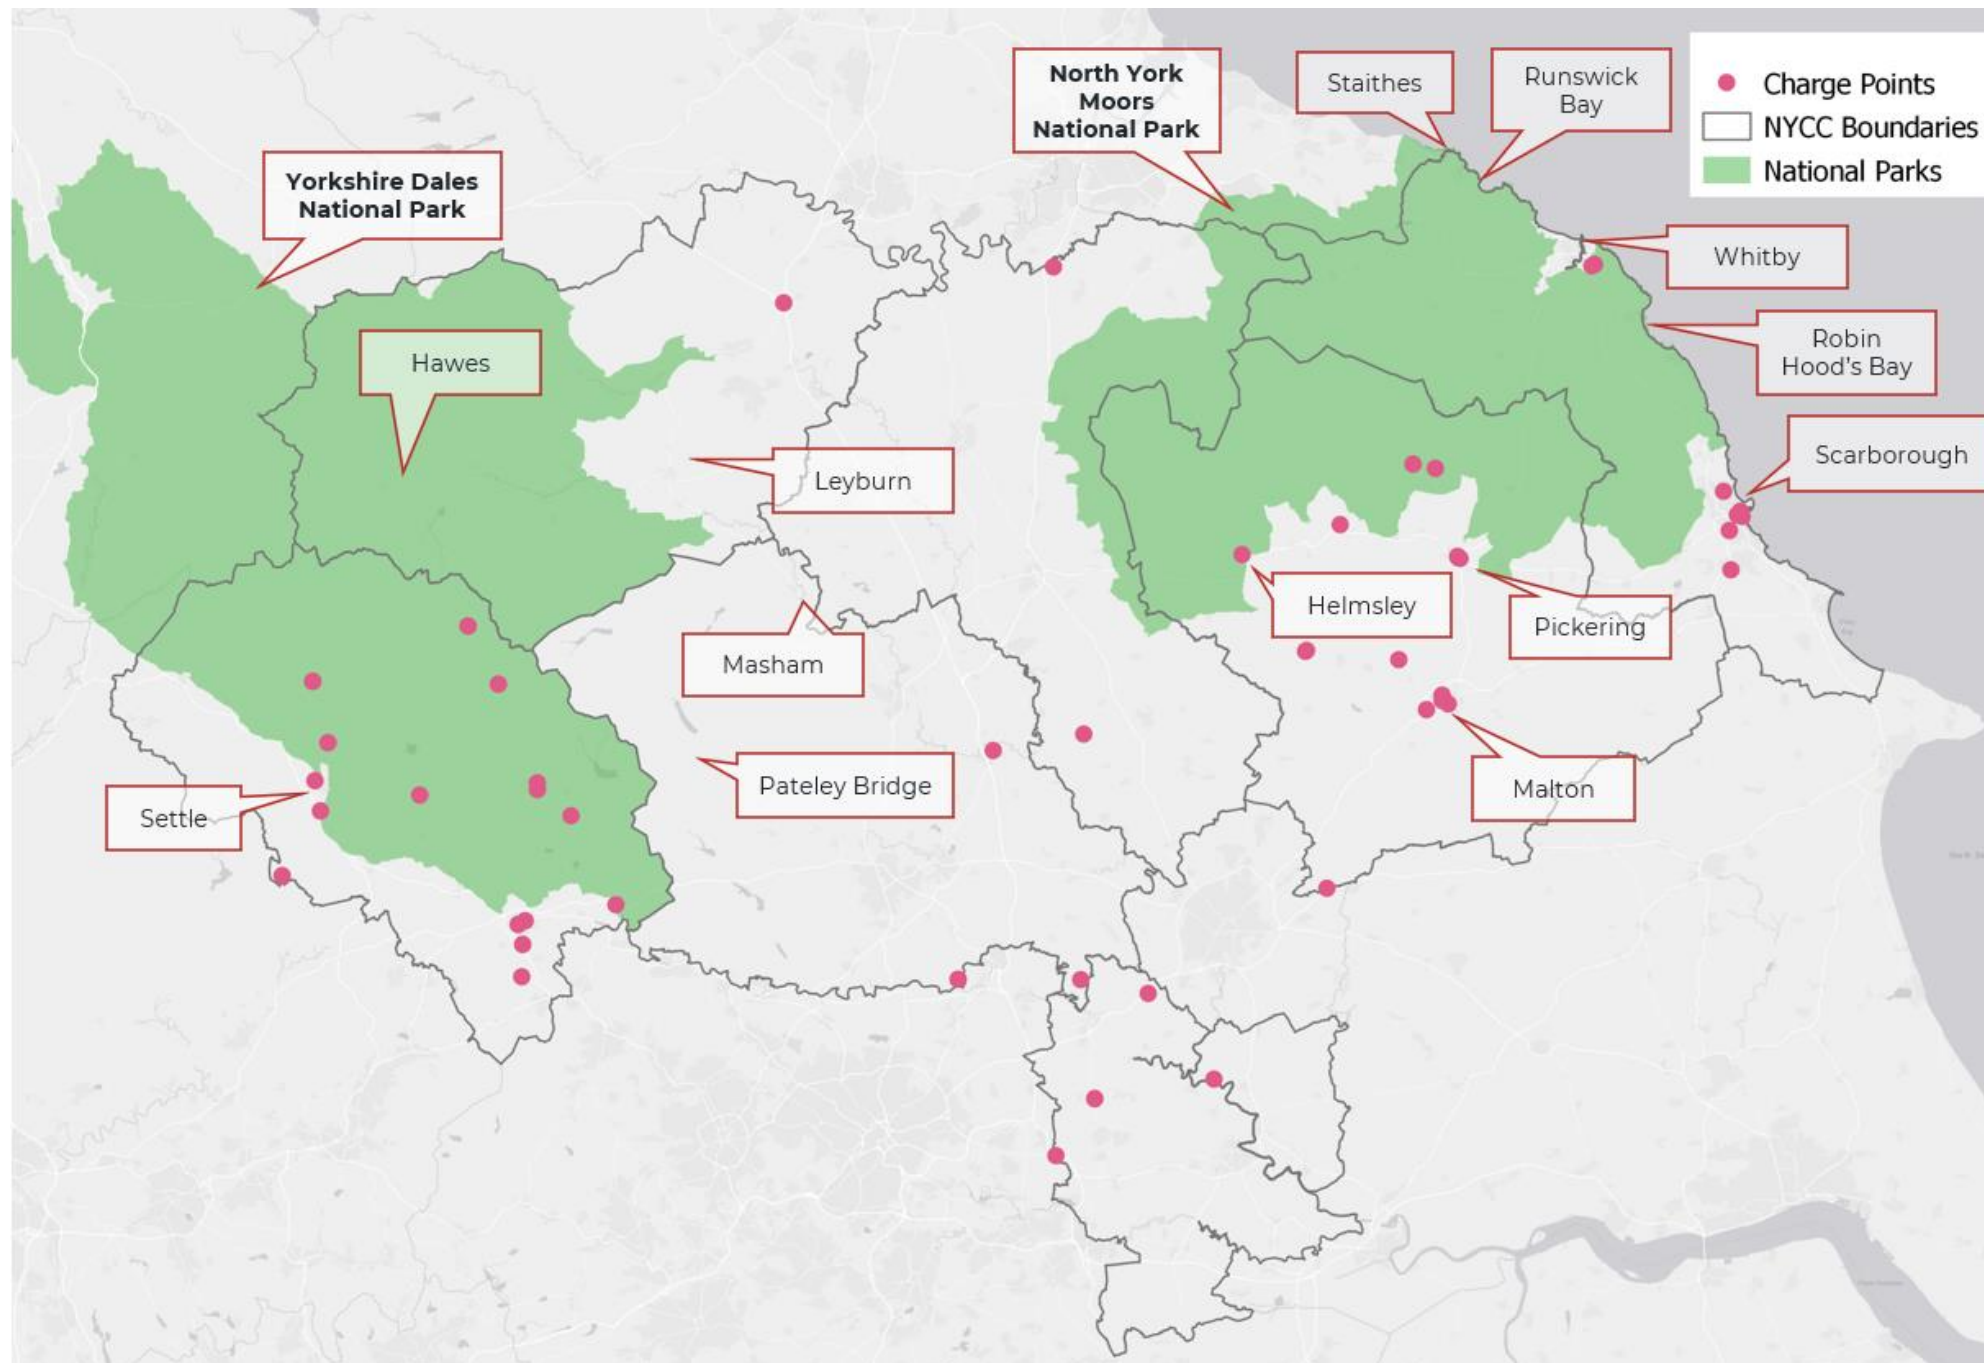 North York
Moors
National Park
Staithes
Runswick
Bay
Charge Points
NYCC Boundaries
National Parks
Yorkshire Dales
National Park
Whitby
Hawes
Robin
Hood's Bay
Leyburn
Scarborough
Helmsley
Pickering
Masham
Pateley Bridge
Malton
Settle